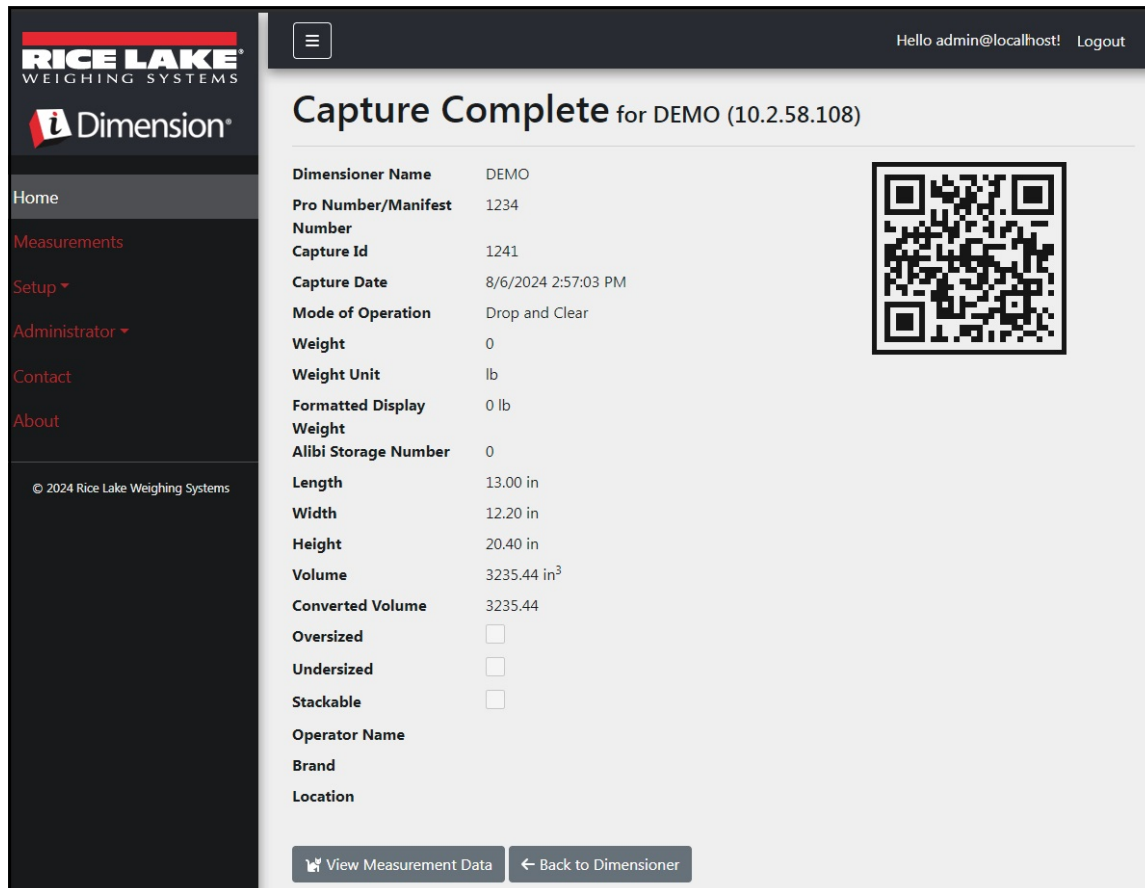 RICE LAKE®
WEIGHING SYSTEMS
iDimension®
Home
Measurements
Setup
Administrator
Contact
About
© 2024 Rice Lake Weighing Systems
Hello admin@localhost! Logout
Capture Complete for DEMO (10.2.58.108)
Dimensioner Name DEMO
Pro Number/Manifest 1234
Number
Capture Id 1241
Capture Date 8/6/2024 2:57:03 PM
Mode of Operation Drop and Clear
Weight 0
Weight Unit lb
Formatted Display 0 lb
Weight
Alibi Storage Number 0
Length 13.00 in
Width 12.20 in
Height 20.40 in
Volume 3235.44 in³
Converted Volume 3235.44
Oversized
Undersized
Stackable
Operator Name
Brand
Location
View Measurement Data ← Back to Dimensioner